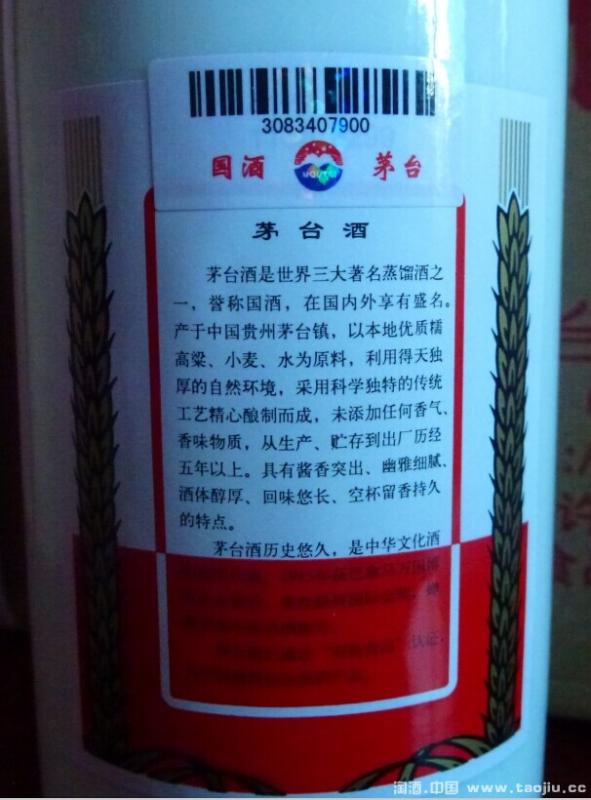 3083407900
国酒 MOUTAI 茅台
茅台酒
茅台酒是世界三大著名蒸馏酒之
一，誉称国酒，在国内外享有盛名。
产于中国贵州茅台镇，以本地优质糯
高粱、小麦、水为原料，利用得天独
厚的自然环境，采用科学独特的传统
工艺精心酿制而成，未添加任何香气、
香味物质，从生产、贮存到出厂历经
五年以上。具有酱香突出、幽雅细腻、
酒体醇厚、回味悠长、空杯留香持久
的特点。
茅台酒历史悠久，是中华文化酒
认证，
淘酒.中国 www.taojiu.cc